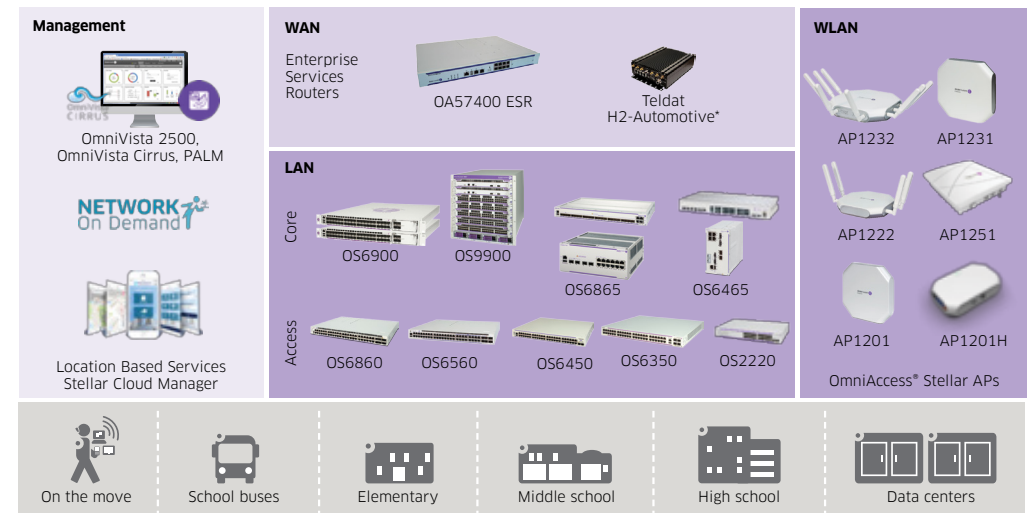 Management
OmniVista
CIRRUS
OmniVista 2500,
OmniVista Cirrus, PALM
NETWORK
On Demand
Location Based Services
Stellar Cloud Manager
WAN
Enterprise
Services
Routers
OA57400 ESR
Teldat
H2-Automotive*
LAN
Core
OS6900
OS9900
OS6865
OS6465
Access
OS6860
OS6560
OS6450
OS6350
OS2220
WLAN
AP1232
AP1231
AP1222
AP1251
AP1201
AP1201H
OmniAccess® Stellar APs
On the move
School buses
Elementary
Middle school
High school
Data centers